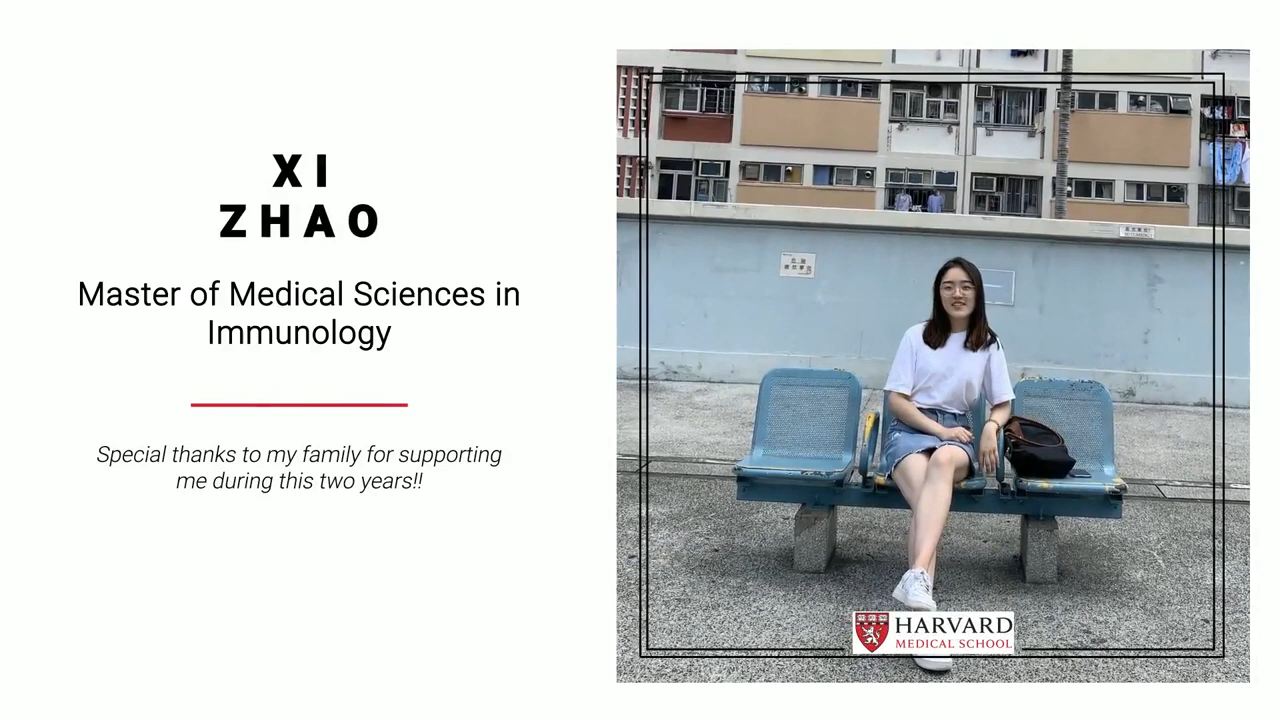 XI
ZHAO
Master of Medical Sciences in
Immunology
Special thanks to my family for supporting
me during this two years!!
HARVARD
MEDICAL SCHOOL